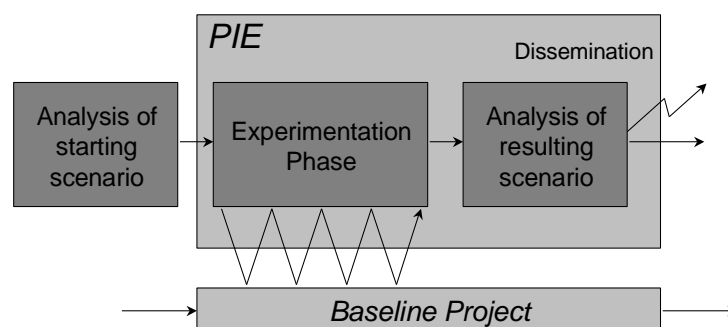 PIE
Dissemination
Analysis of
starting
scenario
Experimentation
Phase
Analysis of
resulting
scenario
Baseline Project